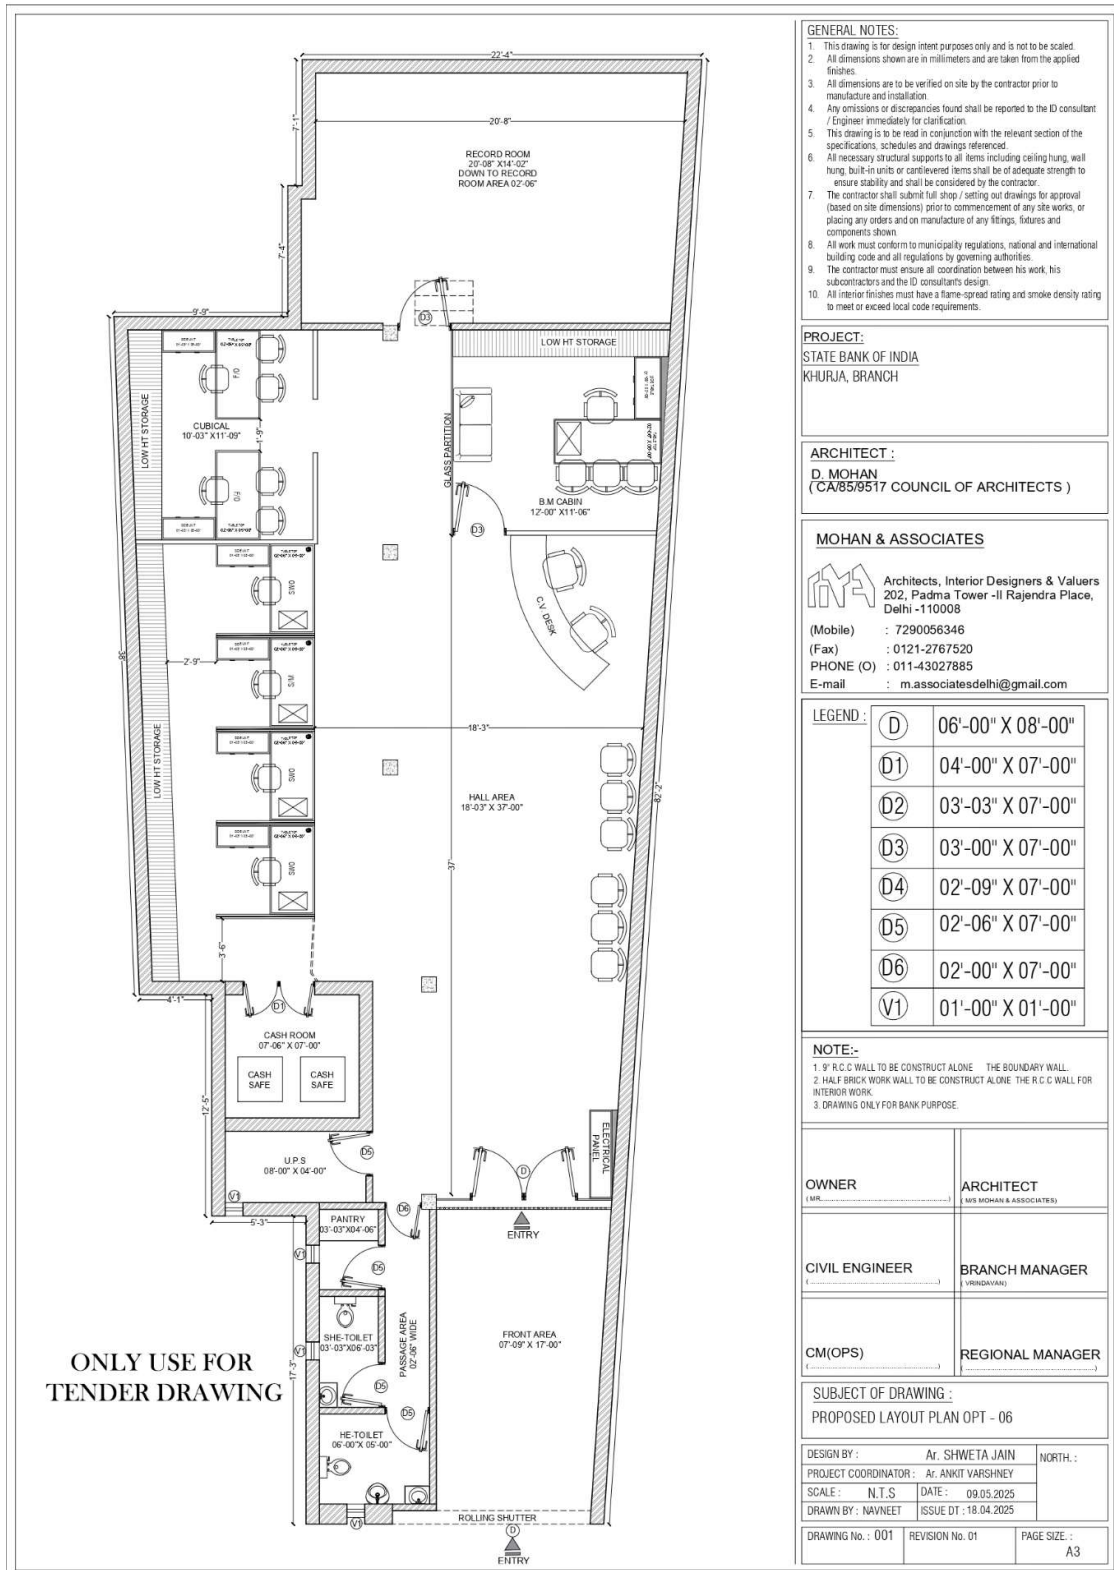 22'-4"
7'-1"
20'-8"
RECORD ROOM
20'-08" X14'-02"
DOWN TO RECORD
ROOM AREA 02'-06"
7'-4"
9'-9"
D3
LOW HT STORAGE
LOW HT STORAGE
F/O
CUBICAL
10'-03" X11'-09"
1'-9"
F/O
GLASS PARTITION
B.M CABIN
12'-00" X11'-06"
D3
C.V. DESK
SWO
38'
2'-9"
S/M
18'-3"
LOW HT STORAGE
SWO
HALL AREA
18'-03" X 37'-00"
82'-2"
SWO
37'
3'-6"
4'-1"
D1
CASH ROOM
07'-06" X 07'-00"
CASH
SAFE
CASH
SAFE
12'-5"
ELECTRICAL
PANEL
U.P.S
08'-00" X 04'-00"
D5
D
V1
5'-3"
D6
PANTRY
03'-03"X04'-06"
ENTRY
V1
D5
SHE-TOILET
03'-03"X06'-03"
PASSAGE AREA
02'-06" WIDE
FRONT AREA
07'-09" X 17'-00"
V1
17'-3"
D5
D5
HE-TOILET
06'-00"X 05'-00"
V1
ROLLING SHUTTER
D
ENTRY
ONLY USE FOR
TENDER DRAWING
GENERAL NOTES:
1. This drawing is for design intent purposes only and is not to be scaled.
2. All dimensions shown are in millimeters and are taken from the applied
finishes.
3. All dimensions are to be verified on site by the contractor prior to
manufacture and installation.
4. Any omissions or discrepancies found shall be reported to the ID consultant
/ Engineer immediately for clarification.
5. This drawing is to be read in conjunction with the relevant section of the
specifications, schedules and drawings referenced.
6. All necessary structural supports to all items including ceiling hung, wall
hung, built-in units or cantilevered items shall be of adequate strength to
ensure stability and shall be considered by the contractor.
7. The contractor shall submit full shop / setting out drawings for approval
(based on site dimensions) prior to commencement of any site works, or
placing any orders and on manufacture of any fittings, fixtures and
components shown.
8. All work must conform to municipality regulations, national and international
building code and all regulations by governing authorities.
9. The contractor must ensure all coordination between his work, his
subcontractors and the ID consultant's design.
10. All interior finishes must have a flame-spread rating and smoke density rating
to meet or exceed local code requirements.
PROJECT:
STATE BANK OF INDIA
KHURJA, BRANCH
ARCHITECT :
D. MOHAN
( CA/85/9517 COUNCIL OF ARCHITECTS )
MOHAN & ASSOCIATES
Architects, Interior Designers & Valuers
202, Padma Tower -II Rajendra Place,
Delhi -110008
(Mobile) : 7290056346
(Fax) : 0121-2767520
PHONE (O) : 011-43027885
E-mail : m.associatesdelhi@gmail.com
LEGEND :
D 06'-00" X 08'-00"
D1 04'-00" X 07'-00"
D2 03'-03" X 07'-00"
D3 03'-00" X 07'-00"
D4 02'-09" X 07'-00"
D5 02'-06" X 07'-00"
D6 02'-00" X 07'-00"
V1 01'-00" X 01'-00"
NOTE:-
1. 9" R.C.C WALL TO BE CONSTRUCT ALONE THE BOUNDARY WALL.
2. HALF BRICK WORK WALL TO BE CONSTRUCT ALONE THE R.C.C WALL FOR
INTERIOR WORK.
3. DRAWING ONLY FOR BANK PURPOSE.
OWNER
( MR.........................................................)
ARCHITECT
( M/S MOHAN & ASSOCIATES)
CIVIL ENGINEER
( .........................................................)
BRANCH MANAGER
( VRINDAVAN)
CM(OPS)
(.........................................................)
REGIONAL MANAGER
(.........................................................)
SUBJECT OF DRAWING :
PROPOSED LAYOUT PLAN OPT - 06
DESIGN BY : Ar. SHWETA JAIN
NORTH. :
PROJECT COORDINATOR : Ar. ANKIT VARSHNEY
SCALE : N.T.S DATE : 09.05.2025
DRAWN BY : NAVNEET ISSUE DT : 18.04.2025
DRAWING No. : 001 REVISION No. 01 PAGE SIZE. :
A3